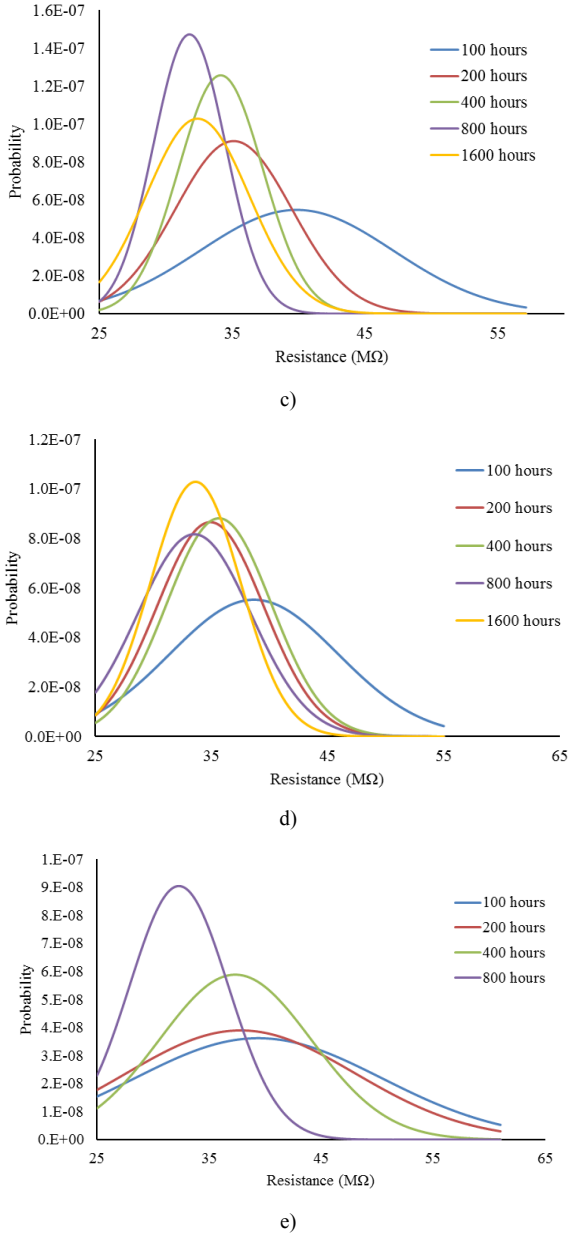 1.6E-07
1.4E-07
1.2E-07
1.0E-07
8.0E-08
6.0E-08
4.0E-08
2.0E-08
0.0E+00
Probability
25 35 45 55
Resistance (MΩ)
100 hours
200 hours
400 hours
800 hours
1600 hours
c)
1.2E-07
1.0E-07
8.0E-08
6.0E-08
4.0E-08
2.0E-08
0.0E+00
Probability
25 35 45 55 65
Resistance (MΩ)
100 hours
200 hours
400 hours
800 hours
1600 hours
d)
1.E-07
9.E-08
8.E-08
7.E-08
6.E-08
5.E-08
4.E-08
3.E-08
2.E-08
1.E-08
0.E+00
Probability
25 35 45 55 65
Resistance (MΩ)
100 hours
200 hours
400 hours
800 hours
e)